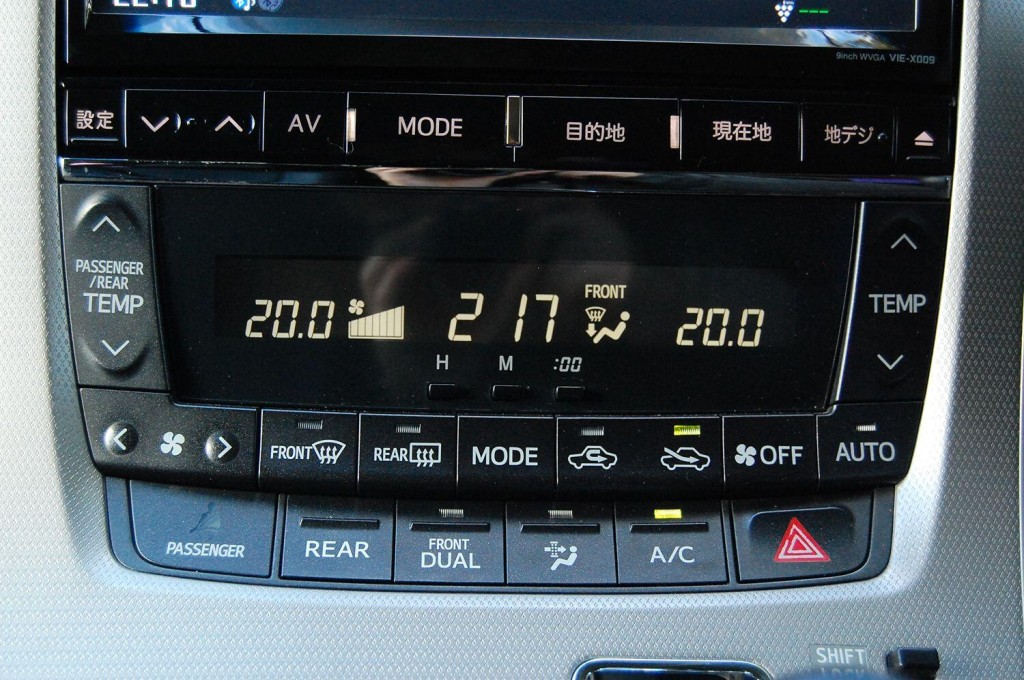 9inch WVGA VIE-X009
設定
AV
MODE
目的地
現在地
地デジ
PASSENGER
/REAR
TEMP
20.0
2 17
FRONT
20.0
TEMP
H
M
:00
FRONT
REAR
MODE
OFF
AUTO
PASSENGER
REAR
FRONT
DUAL
A/C
SHIFT